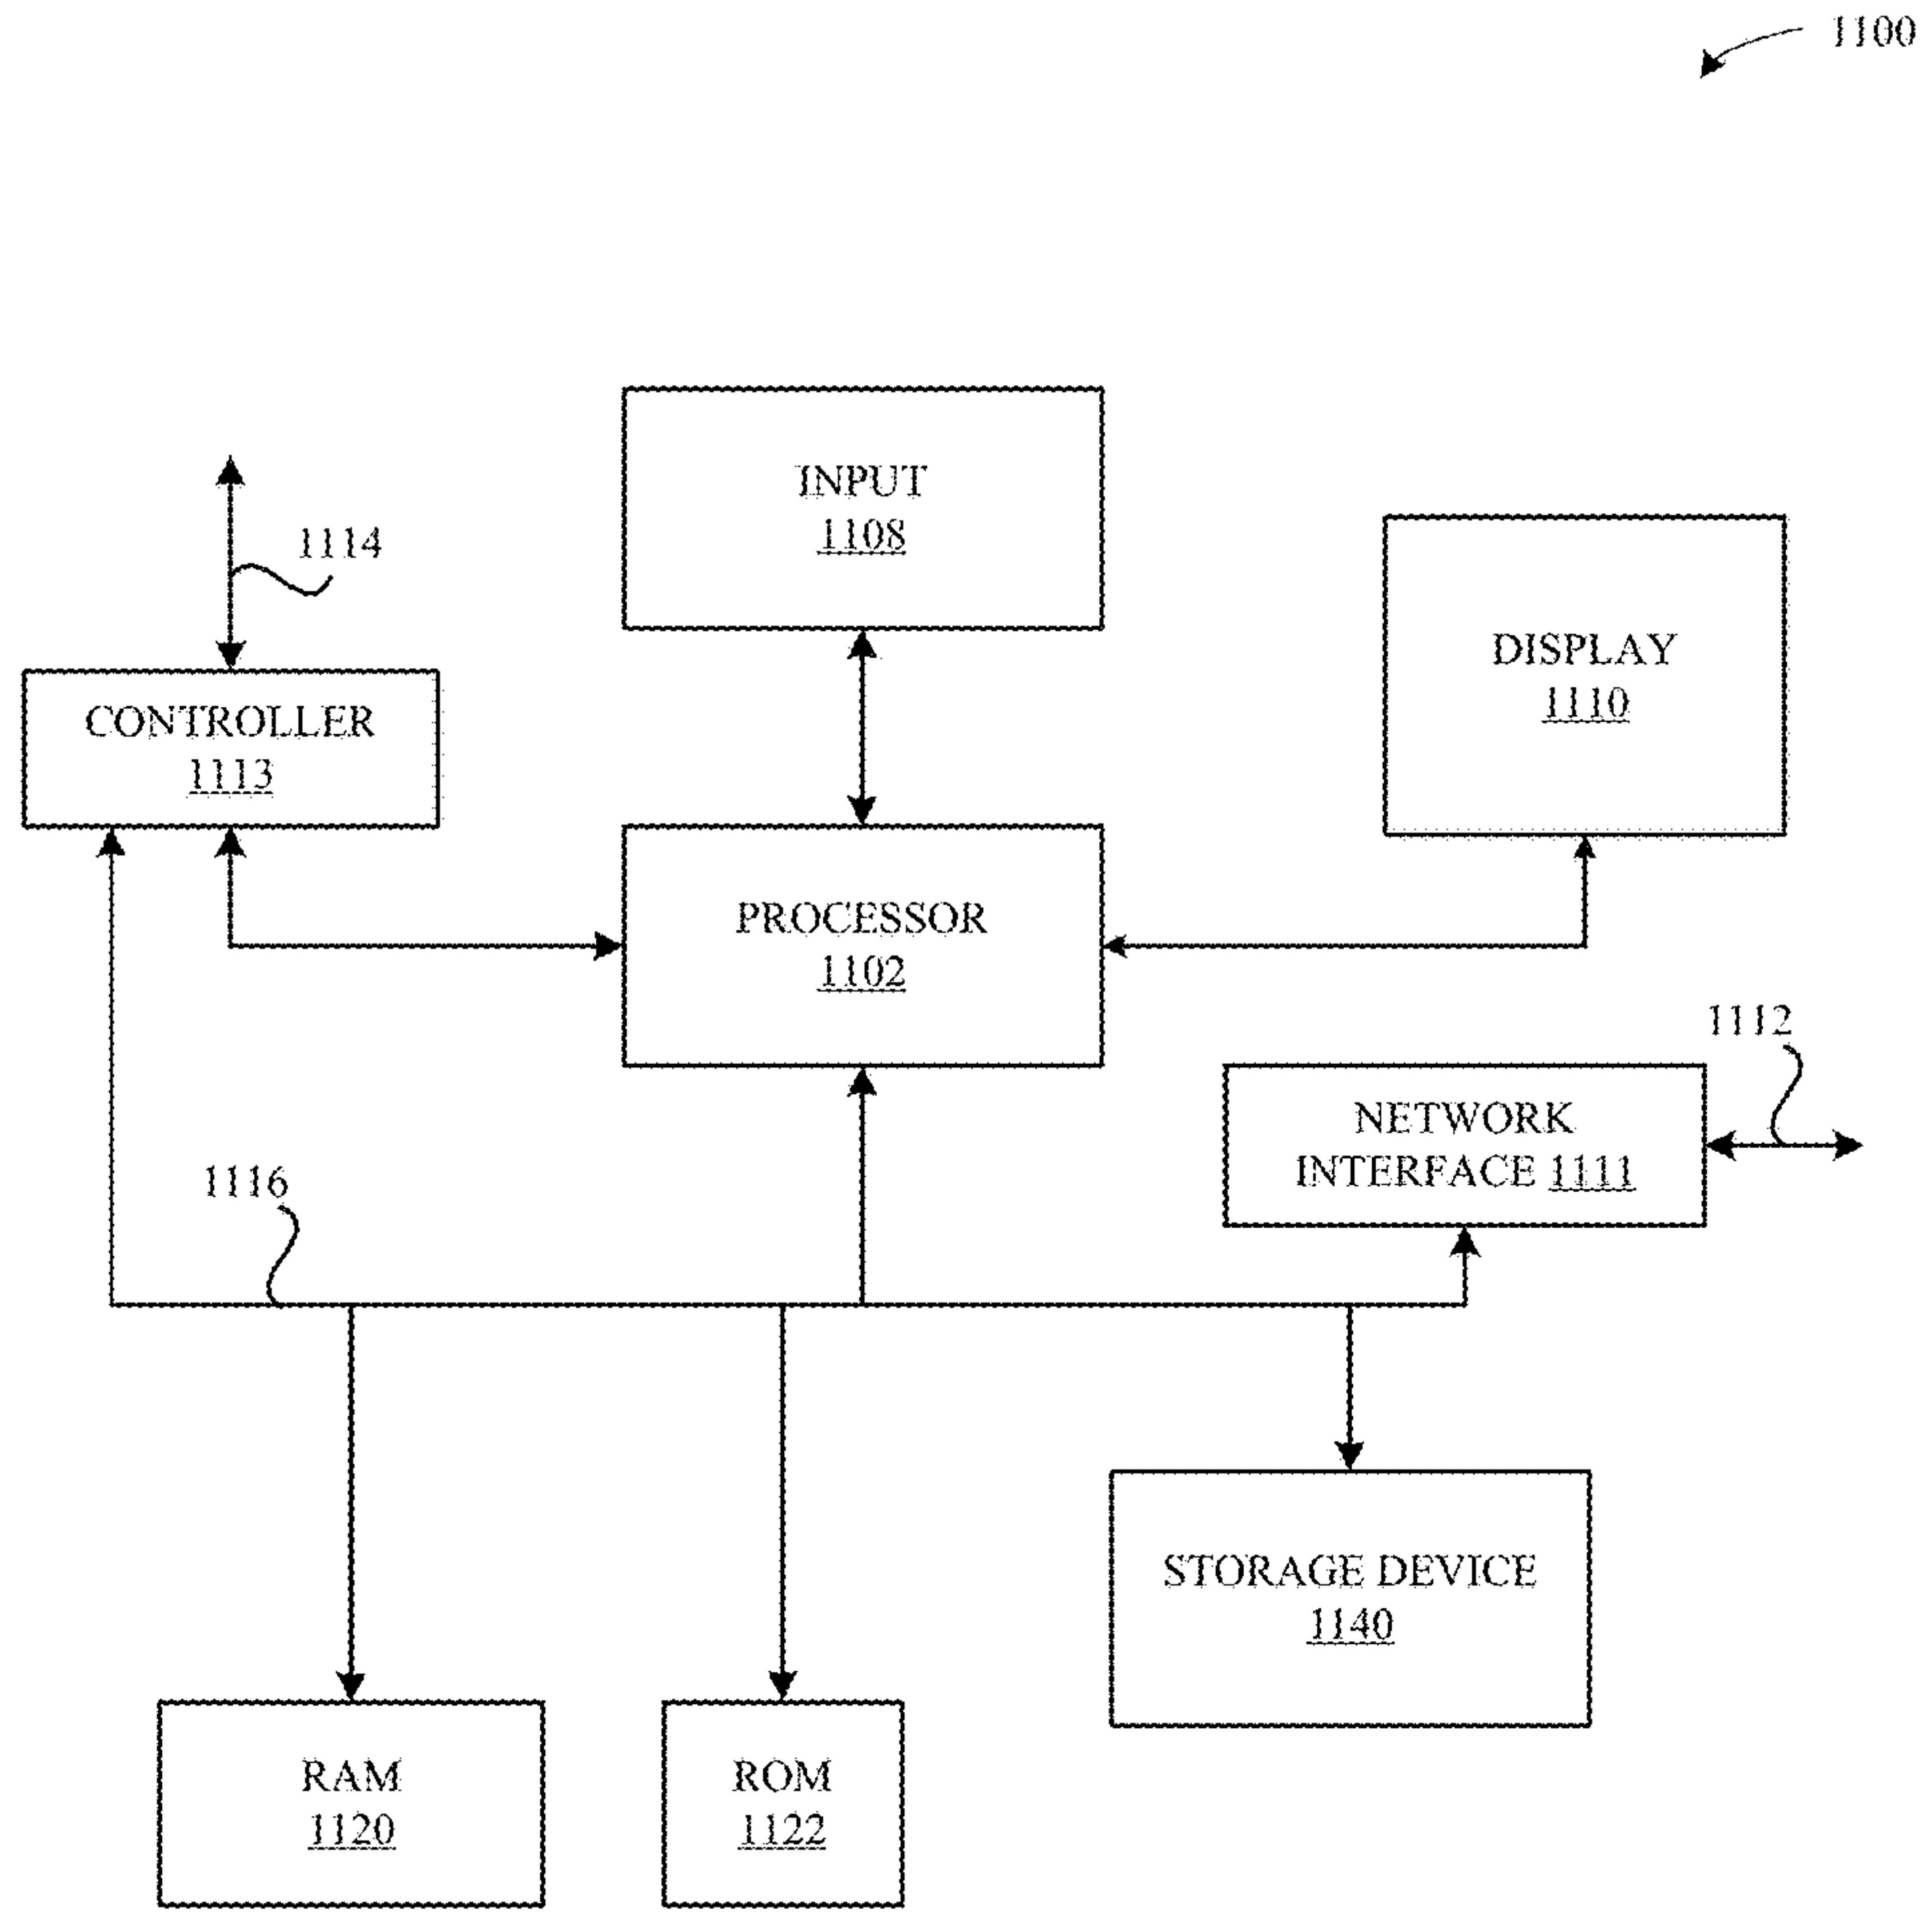 1100
INPUT
1108
1114
DISPLAY
1110
CONTROLLER
1113
PROCESSOR
1102
1112
NETWORK
INTERFACE 1111
1116
STORAGE DEVICE
1140
RAM
1120
ROM
1122